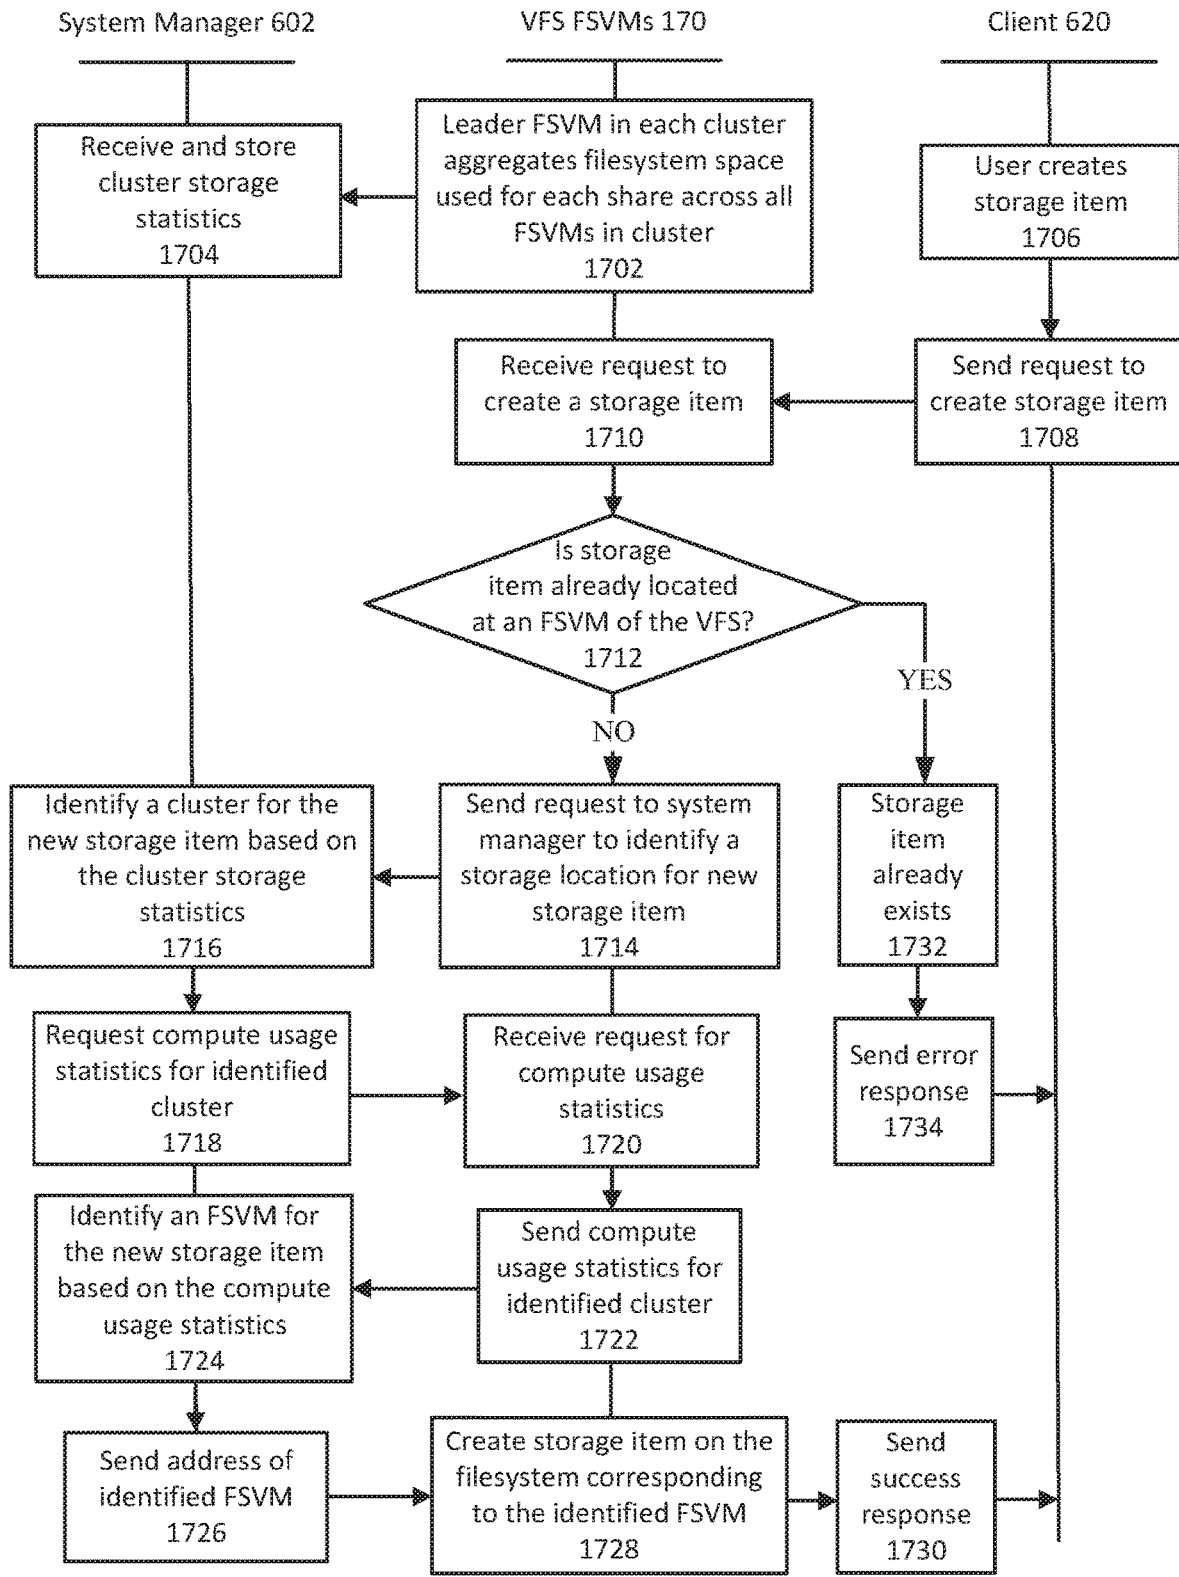 System Manager 602
VFS FSVMs 170
Client 620
Leader FSVM in each cluster
aggregates filesystem space
used for each share across all
FSVMs in cluster
1702
Receive and store
cluster storage
statistics
1704
User creates
storage item
1706
Send request to
create storage item
1708
Receive request to
create a storage item
1710
Is storage
item already located
at an FSVM of the VFS?
1712
YES
NO
Identify a cluster for the
new storage item based on
the cluster storage
statistics
1716
Send request to system
manager to identify a
storage location for new
storage item
1714
Storage
item
already
exists
1732
Request compute usage
statistics for identified
cluster
1718
Receive request for
compute usage
statistics
1720
Send error
response
1734
Identify an FSVM for
the new storage item
based on the compute
usage statistics
1724
Send compute
usage statistics for
identified cluster
1722
Send address of
identified FSVM
1726
Create storage item on the
filesystem corresponding
to the identified FSVM
1728
Send
success
response
1730